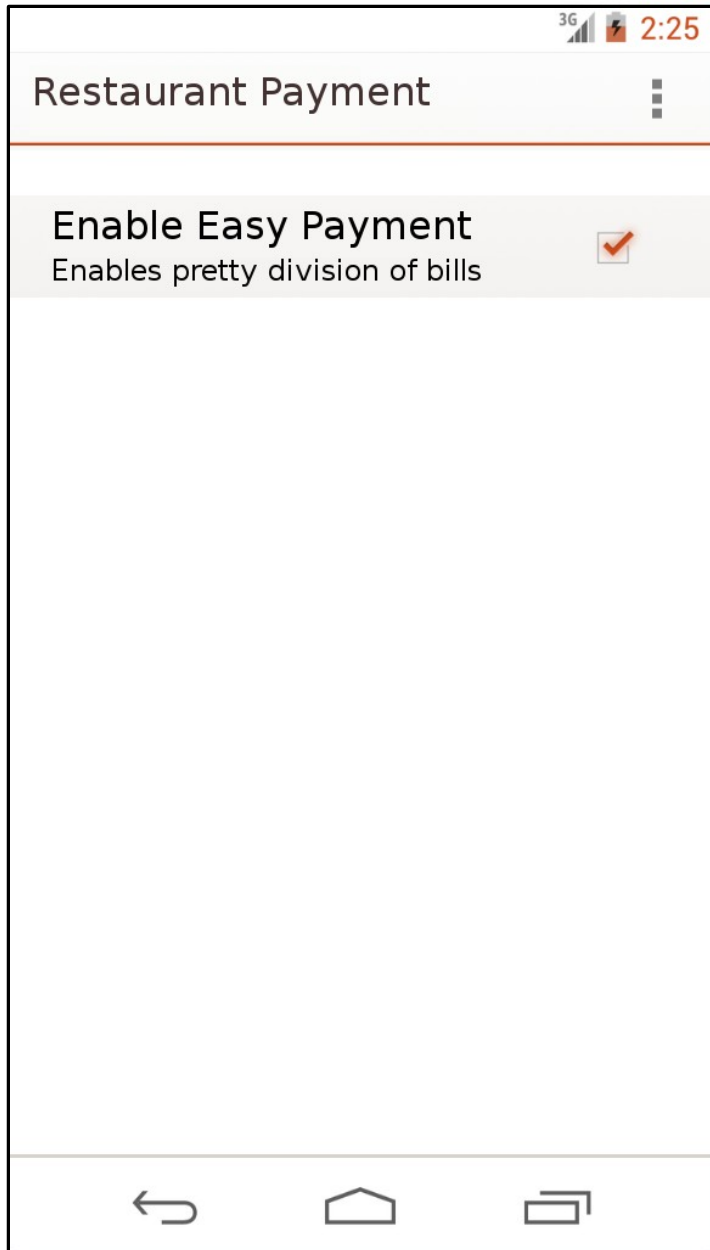 3G 2:25
Restaurant Payment
Enable Easy Payment
Enables pretty division of bills